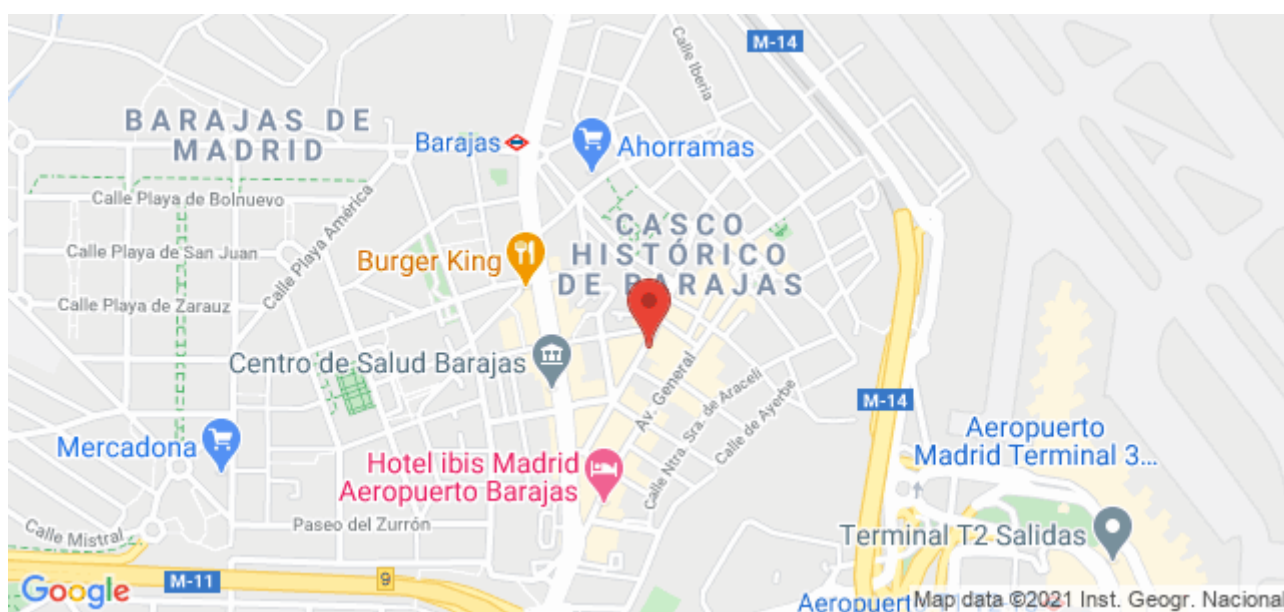 M-14
Calle Iberia
BARAJAS DE
MADRID
Barajas
Ahorramas
Calle Playa de Bolnuevo
Calle Playa América
CASCO
HISTÓRICO
DE BARAJAS
Calle Playa de San Juan
Burger King
Calle Playa de Zarauz
Centro de Salud Barajas
Av. General
Calle Ntra. Sra. de Araceli
Calle de Ayerbe
M-14
Mercadona
Aeropuerto
Madrid Terminal 3...
Hotel ibis Madrid
Aeropuerto Barajas
Calle Mistral
Paseo del Zurrón
Terminal T2 Salidas
M-11
9
Google
Aeropuert
Map data ©2021 Inst. Geogr. Naciona